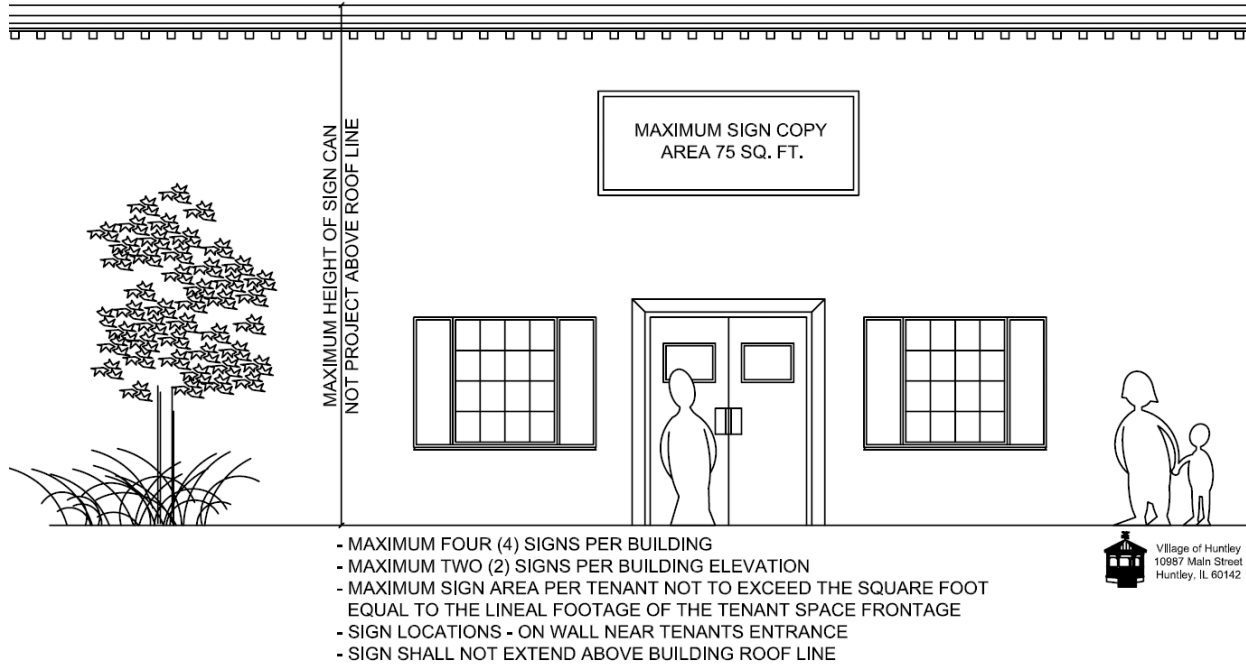 MAXIMUM SIGN COPY
AREA 75 SQ. FT.
MAXIMUM HEIGHT OF SIGN CAN
NOT PROJECT ABOVE ROOF LINE
- MAXIMUM FOUR (4) SIGNS PER BUILDING
- MAXIMUM TWO (2) SIGNS PER BUILDING ELEVATION
- MAXIMUM SIGN AREA PER TENANT NOT TO EXCEED THE SQUARE FOOT
EQUAL TO THE LINEAL FOOTAGE OF THE TENANT SPACE FRONTAGE
- SIGN LOCATIONS - ON WALL NEAR TENANTS ENTRANCE
- SIGN SHALL NOT EXTEND ABOVE BUILDING ROOF LINE
Village of Huntley
10987 Main Street
Huntley, IL 60142